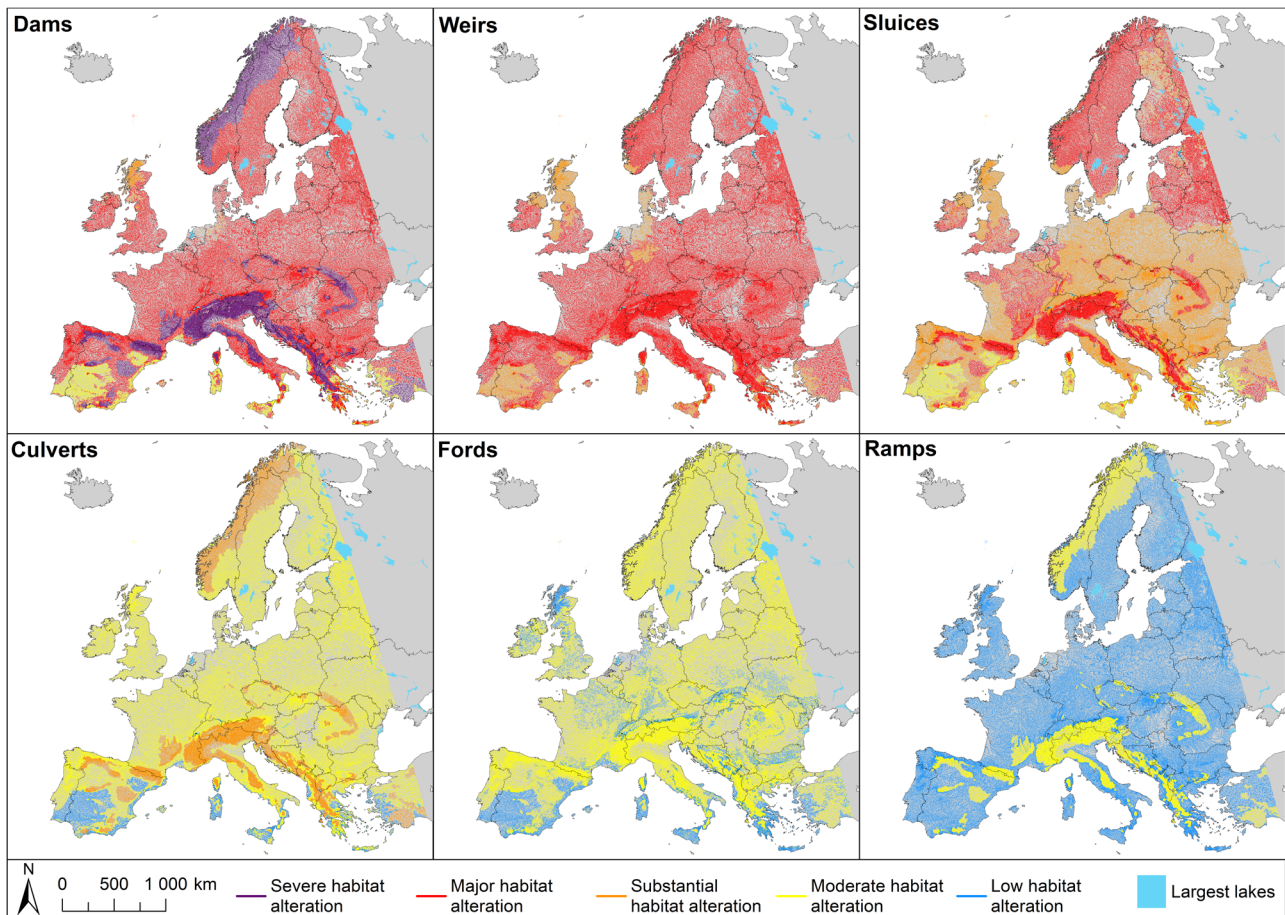 Dams
Weirs
Sluices
Culverts
Fords
Ramps
N
0 500 1 000 km
Severe habitat
alteration
Major habitat
alteration
Substantial
habitat alteration
Moderate habitat
alteration
Low habitat
alteration
Largest lakes